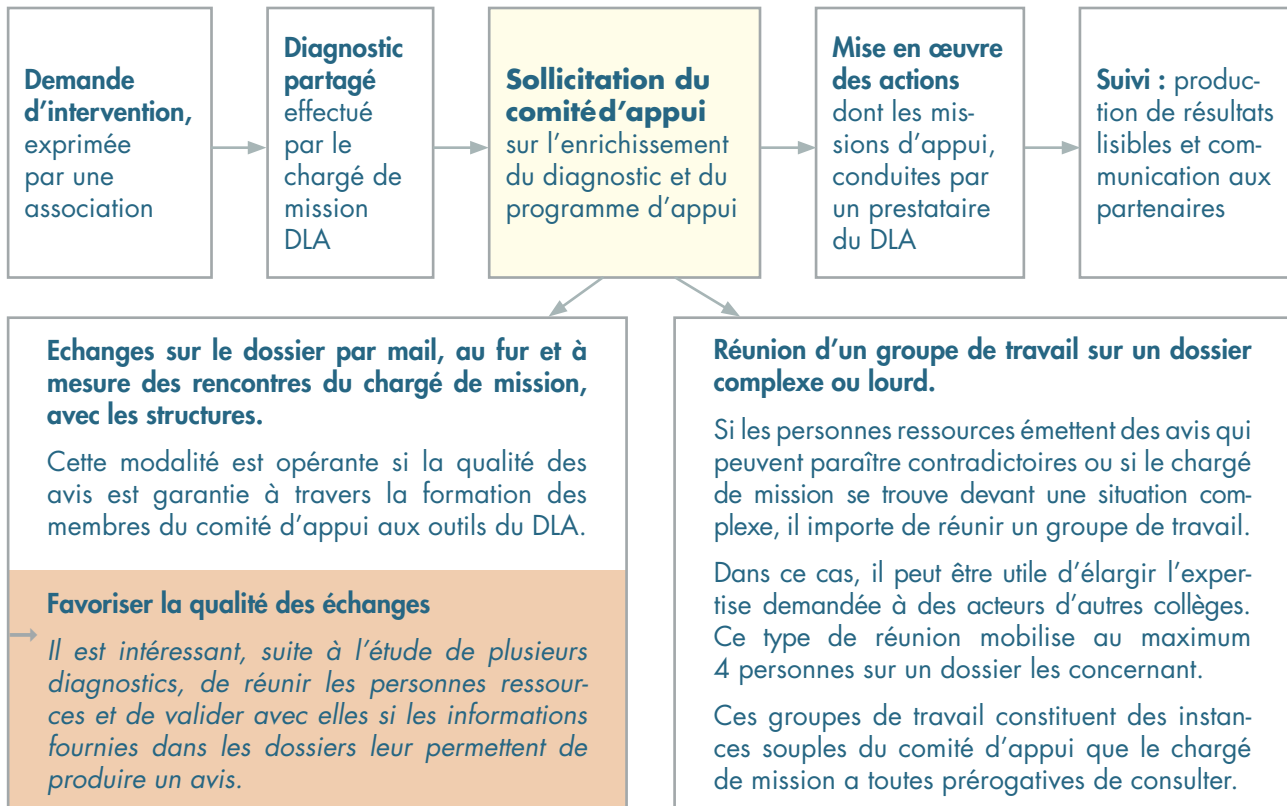 Demande
d'intervention,
exprimée
par une
association
Diagnostic
partagé
effectué
par le
chargé de
mission
DLA
Sollicitation du
comité d'appui
sur l'enrichissement
du diagnostic et du
programme d'appui
Mise en œuvre
des actions
dont les mis-
sions d'appui,
conduites par
un prestataire
du DLA
Suivi : produc-
tion de résultats
lisibles et com-
munication aux
partenaires
Echanges sur le dossier par mail, au fur et à
mesure des rencontres du chargé de mission,
avec les structures.
Cette modalité est opérante si la qualité des
avis est garantie à travers la formation des
membres du comité d'appui aux outils du DLA.
Favoriser la qualité des échanges
Il est intéressant, suite à l'étude de plusieurs
diagnostics, de réunir les personnes ressour-
ces et de valider avec elles si les informations
fournies dans les dossiers leur permettent de
produire un avis.
Réunion d'un groupe de travail sur un dossier
complexe ou lourd.
Si les personnes ressources émettent des avis qui
peuvent paraître contradictoires ou si le chargé
de mission se trouve devant une situation com-
plexe, il importe de réunir un groupe de travail.
Dans ce cas, il peut être utile d'élargir l'exper-
tise demandée à des acteurs d'autres collèges.
Ce type de réunion mobilise au maximum
4 personnes sur un dossier les concernant.
Ces groupes de travail constituent des instan-
ces souples du comité d'appui que le chargé
de mission a toutes prérogatives de consulter.